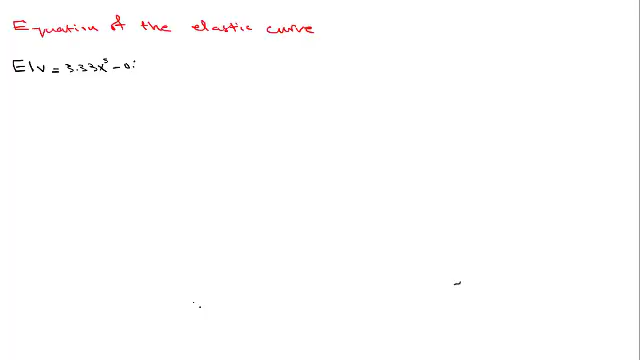 Equation of the elastic curve
EIv = 3.33x³ - 0.